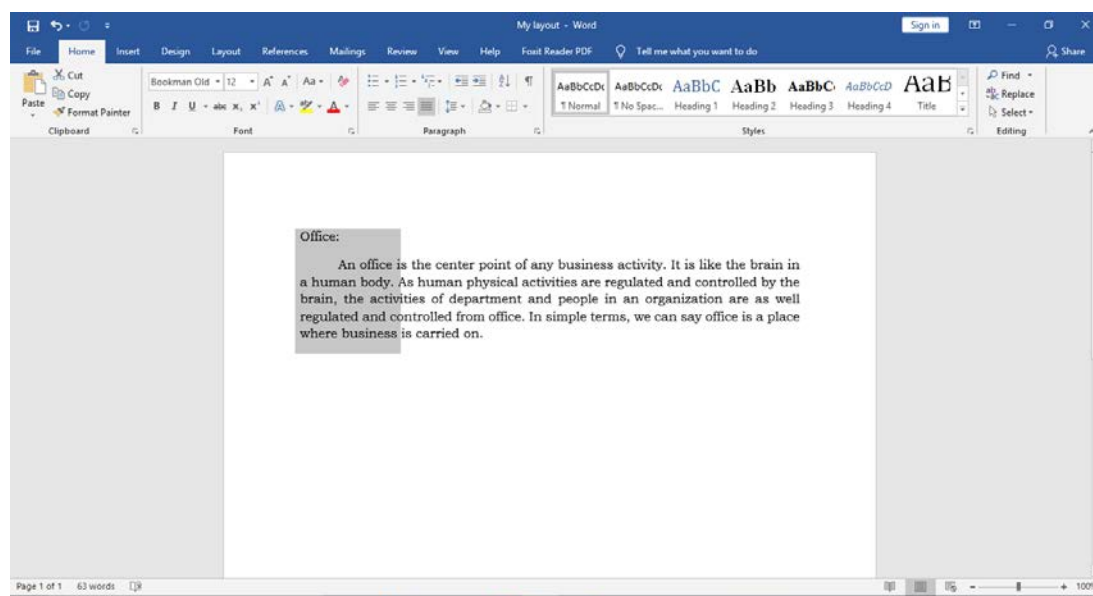 My layout - Word
Sign in
File Home Insert Design Layout References Mailings Review View Help Foxit Reader PDF Tell me what you want to do Share
Paste
Cut
Copy
Format Painter
Clipboard
Bookman Old 12 A A Aa
B I U abc X, X' A A
Font
Paragraph
AaBbCcDc AaBbCcDc AaBbC AaBb AaBbC AaBbCcD AaB
¶ Normal ¶ No Spac... Heading 1 Heading 2 Heading 3 Heading 4 Title
Styles
Find
Replace
Select
Editing
Office:
An office is the center point of any business activity. It is like the brain in
a human body. As human physical activities are regulated and controlled by the
brain, the activities of department and people in an organization are as well
regulated and controlled from office. In simple terms, we can say office is a place
where business is carried on.
Page 1 of 1 63 words 100%